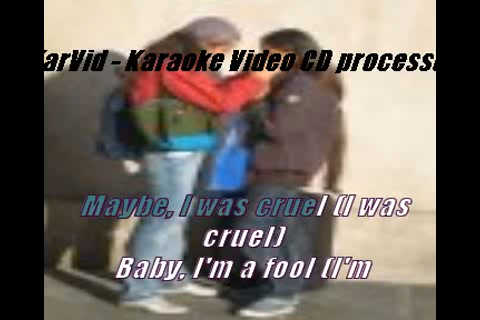 KarVid - Karaoke Video CD process
Maybe, I was cruel (I was
cruel)
Baby, I'm a fool (I'm